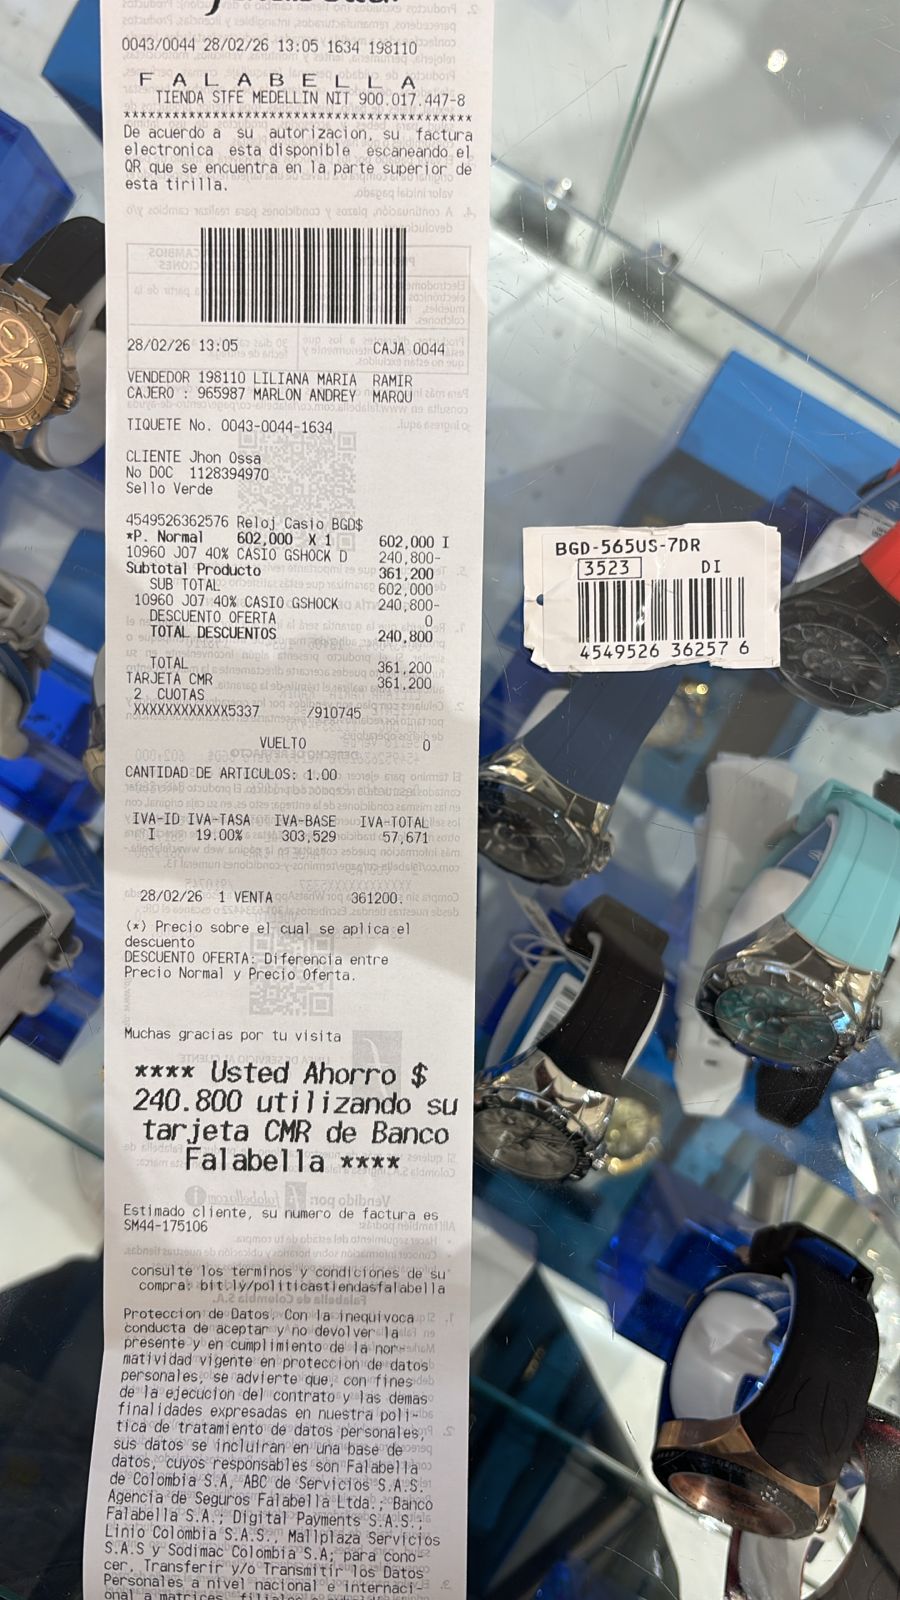 0043/0044 28/02/26 13:05 1634 198110
F A L A B E L L A
TIENDA STFE MEDELLIN NIT 900.017.447-8
******************************************
De acuerdo a su autorizacion, su factura
electronica esta disponible escaneando el
QR que se encuentra en la parte superior de
esta tirilla.
28/02/26 13:05 CAJA 0044
VENDEDOR 198110 LILIANA MARIA RAMIR
CAJERO : 965987 MARLON ANDREY MARQU
TIQUETE No. 0043-0044-1634
CLIENTE Jhon Ossa
No DOC 1128394970
Sello Verde
4549526362576 Reloj Casio BGD$
*P. Normal 602,000 X 1 602,000 I
10960 J07 40% CASIO GSHOCK D 240,800-
Subtotal Producto 361,200
SUB TOTAL 602,000
10960 J07 40% CASIO GSHOCK 240,800-
DESCUENTO OFERTA 0
TOTAL DESCUENTOS 240,800
TOTAL 361,200
TARJETA CMR 361,200
2 CUOTAS
XXXXXXXXXXXX5337 /910745
VUELTO 0
CANTIDAD DE ARTICULOS: 1.00
IVA-ID IVA-TASA IVA-BASE IVA-TOTAL
I 19.00% 303,529 57,671
28/02/26 1 VENTA 361200.
(*) Precio sobre el cual se aplica el
descuento
DESCUENTO OFERTA: Diferencia entre
Precio Normal y Precio Oferta.
Muchas gracias por tu visita
**** Usted Ahorro $
240.800 utilizando su
tarjeta CMR de Banco
Falabella ****
Estimado cliente, su numero de factura es
SM44-175106
consulte los terminos y condiciones de su
compra: bit.ly/politicastiendasfalabella
Proteccion de Datos. Con la inequivoca
conducta de aceptar y no devolver la
presente y en cumplimiento de la nor-
matividad vigente en proteccion de datos
personales, se advierte que, con fines
de la ejecucion del contrato y las demas
finalidades expresadas en nuestra poli-
tica de tratamiento de datos personales,
sus datos se incluiran en una base de
datos, cuyos responsables son Falabella
de Colombia S.A, ABC de Servicios S.A.S.
Agencia de Seguros Falabella Ltda.; Banco
Falabella S.A.; Digital Payments S.A.S.;
Linio Colombia S.A.S., Mallplaza Servicios
S.A.S y Sodimac Colombia S.A; para cono-
cer, Transferir y/o Transmitir los Datos
Personales a nivel nacional e internaci-
BGD-565US-7DR
3523 DI
4549526 36257 6